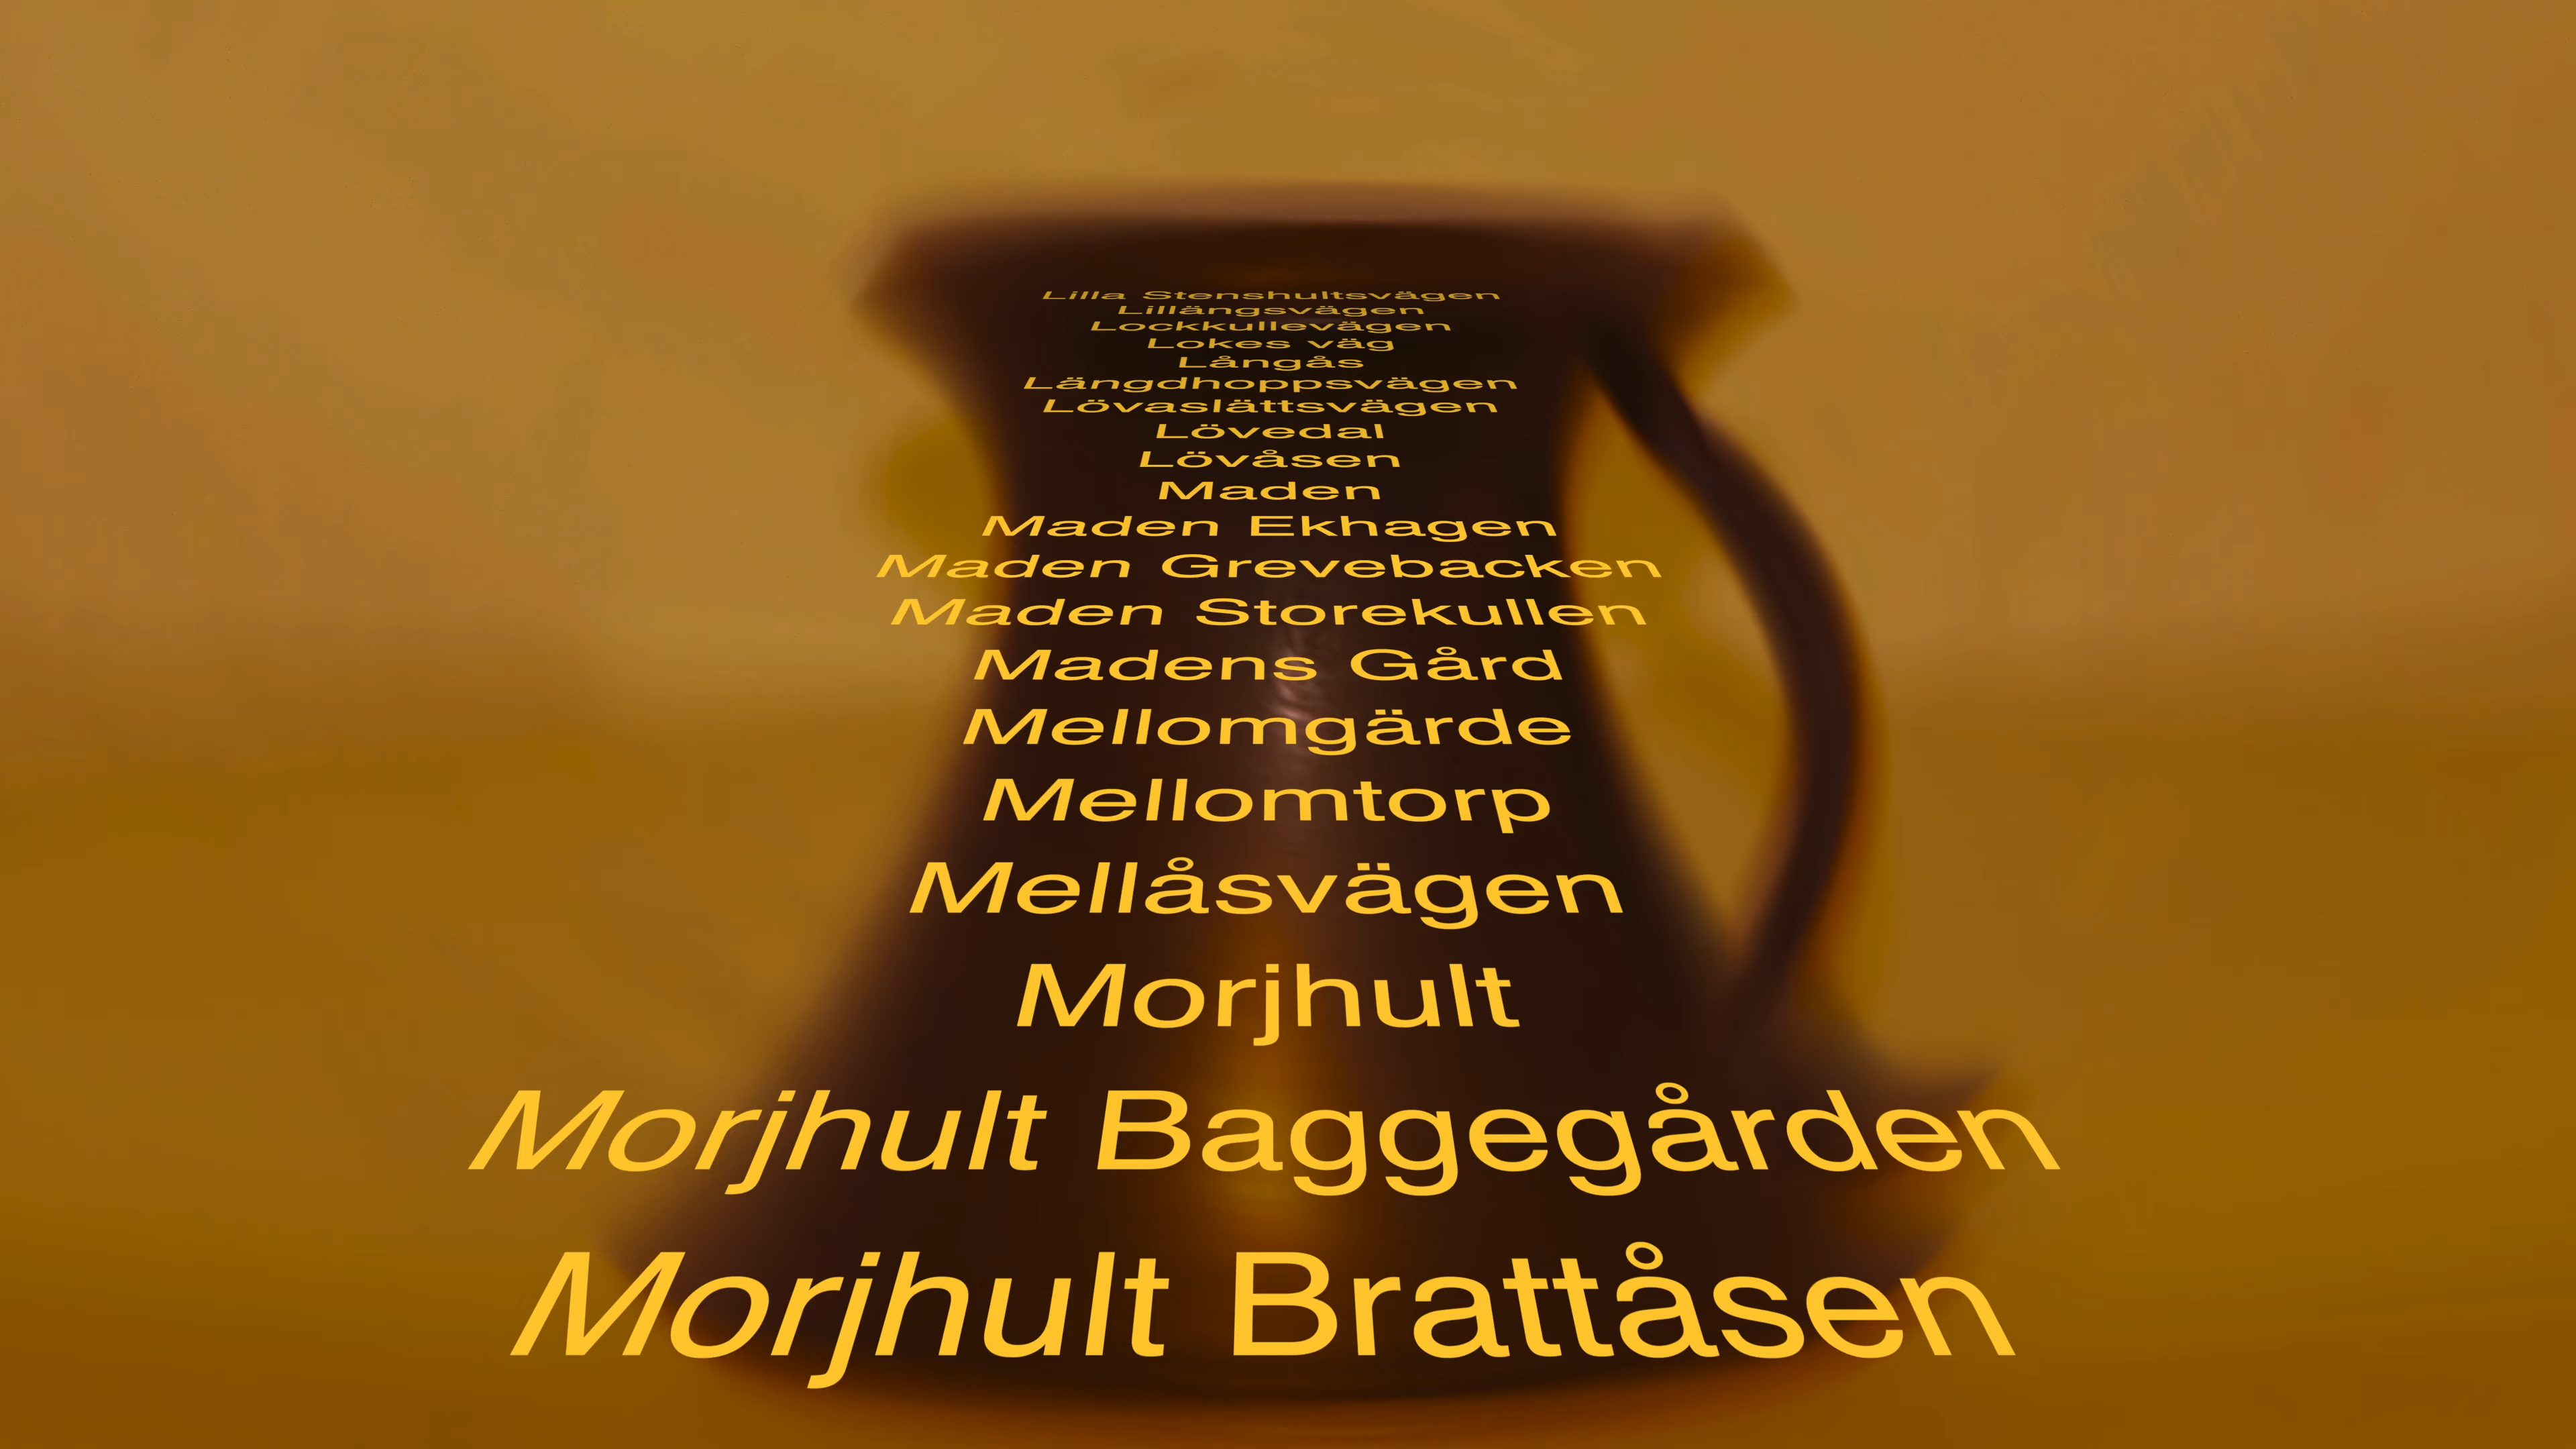 Lilla Stenshultsvägen
Lillängsvägen
Lockkullevägen
Lokes väg
Långås
Längdhoppsvägen
Lövaslättsvägen
Lövedal
Lövåsen
Maden
Maden Ekhagen
Maden Grevebacken
Maden Storekullen
Madens Gård
Mellomgärde
Mellomtorp
Mellåsvägen
Morjhult
Morjhult Baggegården
Morjhult Brattåsen